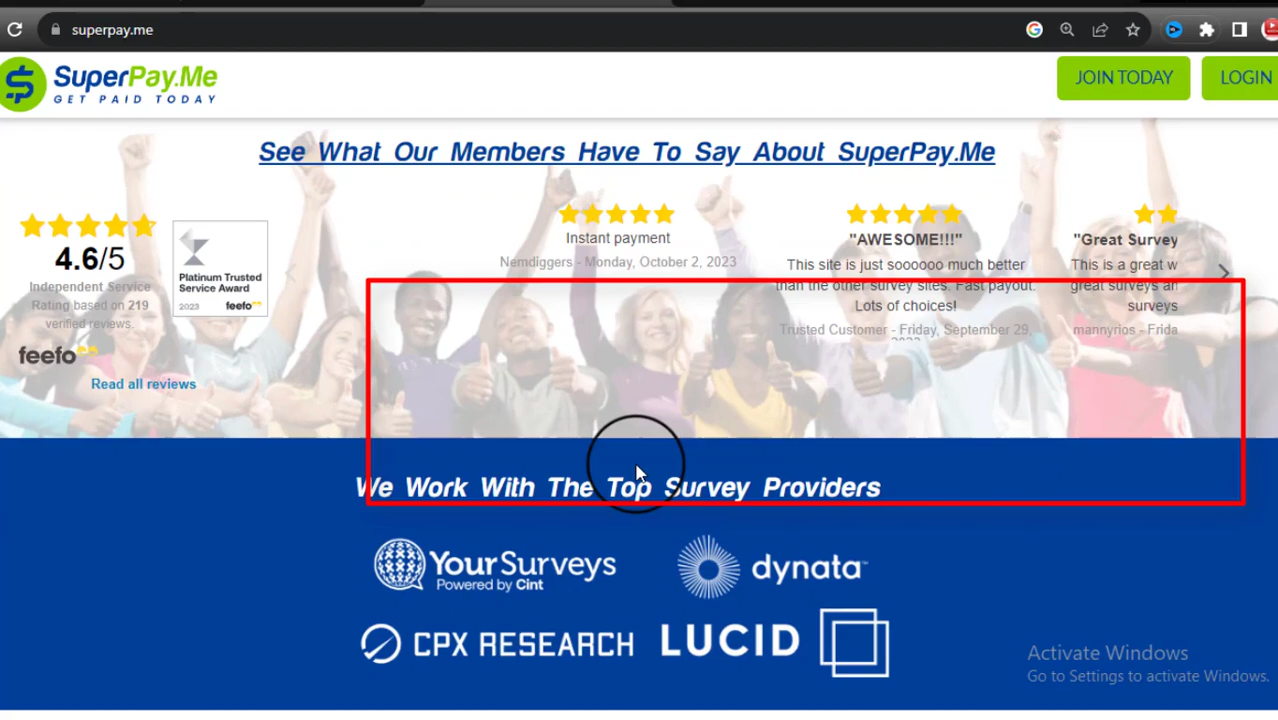 superpay.me
SuperPay.Me
GET PAID TODAY
JOIN TODAY
LOGIN
See What Our Members Have To Say About SuperPay.Me
4.6/5
Independent Service
Rating based on 219
verified reviews.
feefo
Read all reviews
Platinum Trusted
Service Award
2023 feefo
Instant payment
Nemdiggers - Monday, October 2, 2023
"AWESOME!!!"
This site is just soooooo much better
than the other survey sites. Fast payout.
Lots of choices!
Trusted Customer - Friday, September 29,
"Great Survey
This is a great w
great surveys an
surveys
mannyrios - Frida
We Work With The Top Survey Providers
YourSurveys
Powered by Cint
dynata
CPX RESEARCH
LUCID
Activate Windows
Go to Settings to activate Windows.